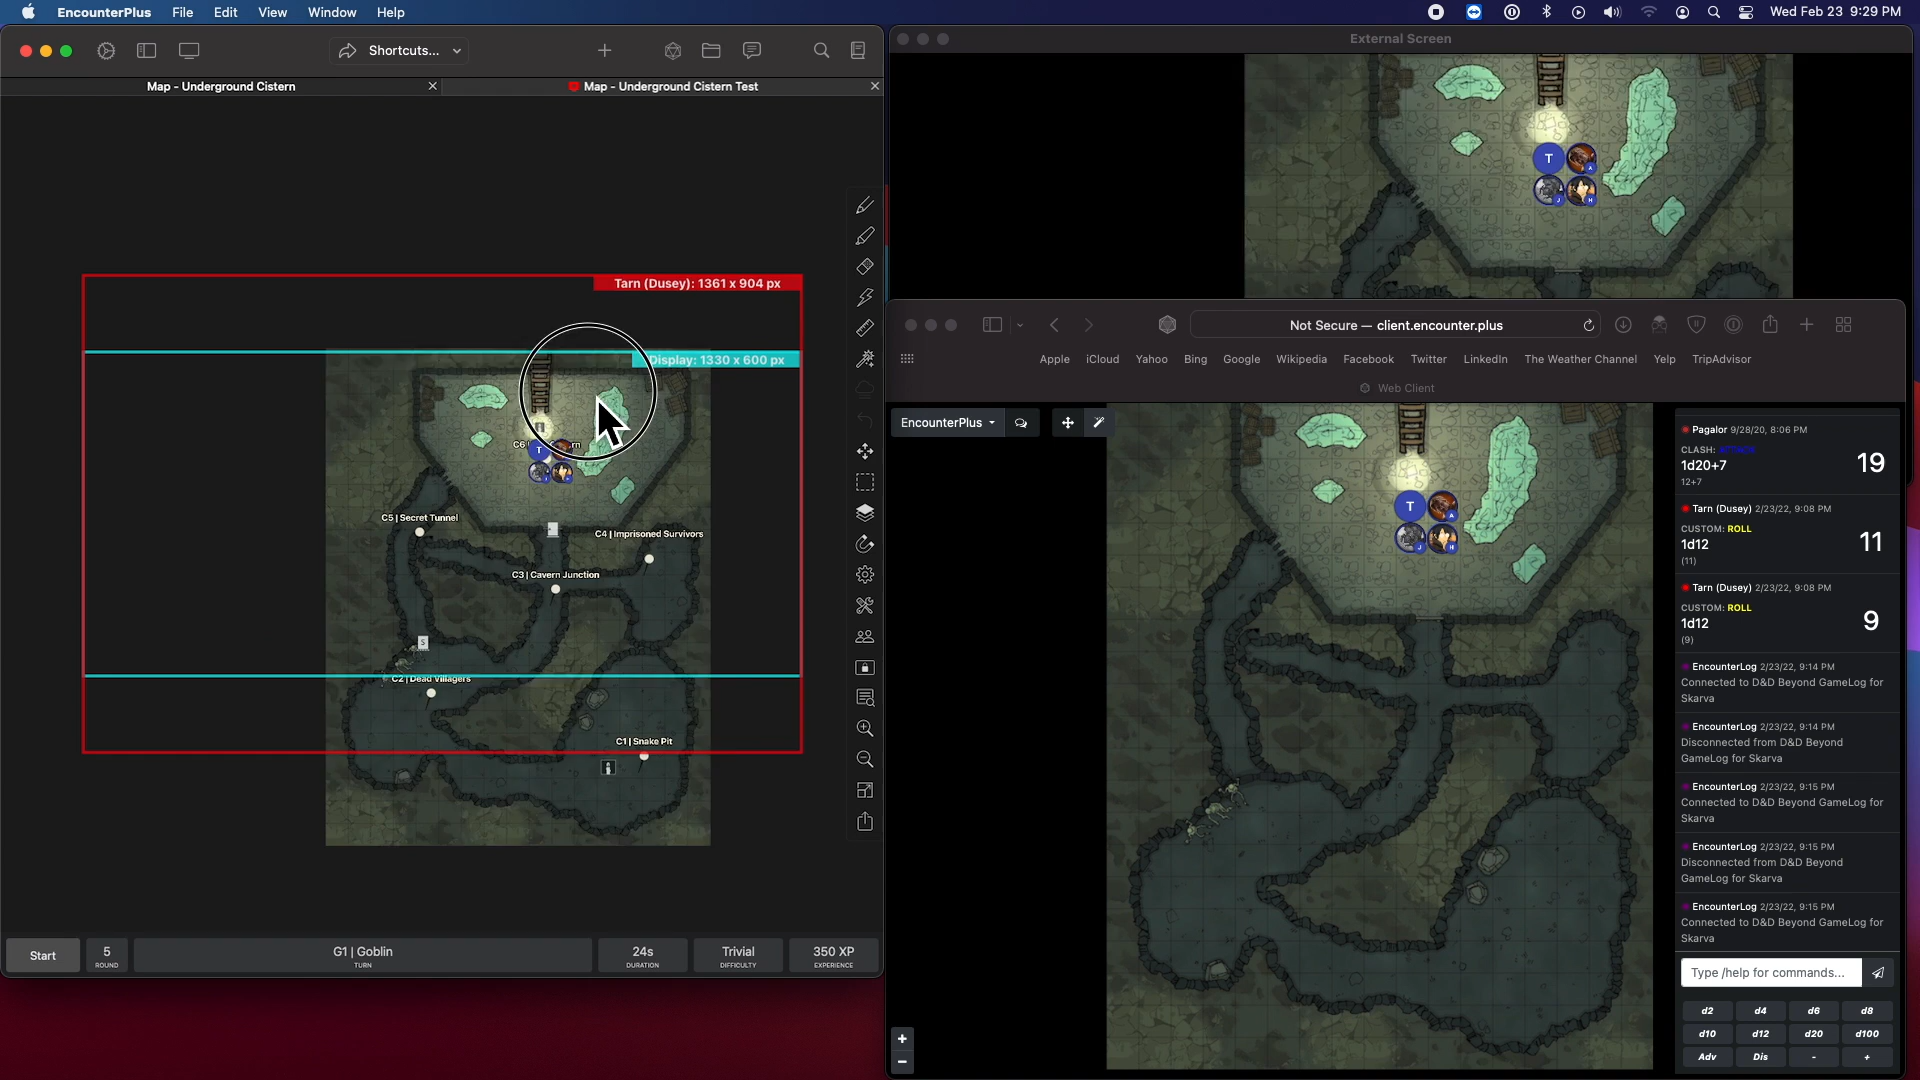 EncounterPlus File Edit View Window Help
Wed Feb 23 9:29 PM
Shortcuts...
Map - Underground Cistern
Map - Underground Cistern Test
Tarn (Dusey): 1361 x 904 px
Display: 1330 x 600 px
T
C5 | Secret Tunnel
C4 | Imprisoned Survivors
C3 | Cavern Junction
S
C2 | Dead Villagers
C1 | Snake Pit
Start
5
ROUND
G1 | Goblin
TURN
24s
DURATION
Trivial
DIFFICULTY
350 XP
EXPERIENCE
External Screen
T
A
J
H
Not Secure — client.encounter.plus
Apple iCloud Yahoo Bing Google Wikipedia Facebook Twitter LinkedIn The Weather Channel Yelp TripAdvisor
Web Client
EncounterPlus
T
A
J
H
Pagalor 9/28/20, 8:06 PM
CLASH:
1d20+7
19
12+7
Tarn (Dusey) 2/23/22, 9:08 PM
CUSTOM: ROLL
1d12
11
(11)
Tarn (Dusey) 2/23/22, 9:08 PM
CUSTOM: ROLL
1d12
9
(9)
EncounterLog 2/23/22, 9:14 PM
Connected to D&D Beyond GameLog for
Skarva
EncounterLog 2/23/22, 9:14 PM
Disconnected from D&D Beyond
GameLog for Skarva
EncounterLog 2/23/22, 9:15 PM
Connected to D&D Beyond GameLog for
Skarva
EncounterLog 2/23/22, 9:15 PM
Disconnected from D&D Beyond
GameLog for Skarva
EncounterLog 2/23/22, 9:15 PM
Connected to D&D Beyond GameLog for
Skarva
Type /help for commands...
d2 d4 d6 d8
d10 d12 d20 d100
Adv Dis - +
+
-